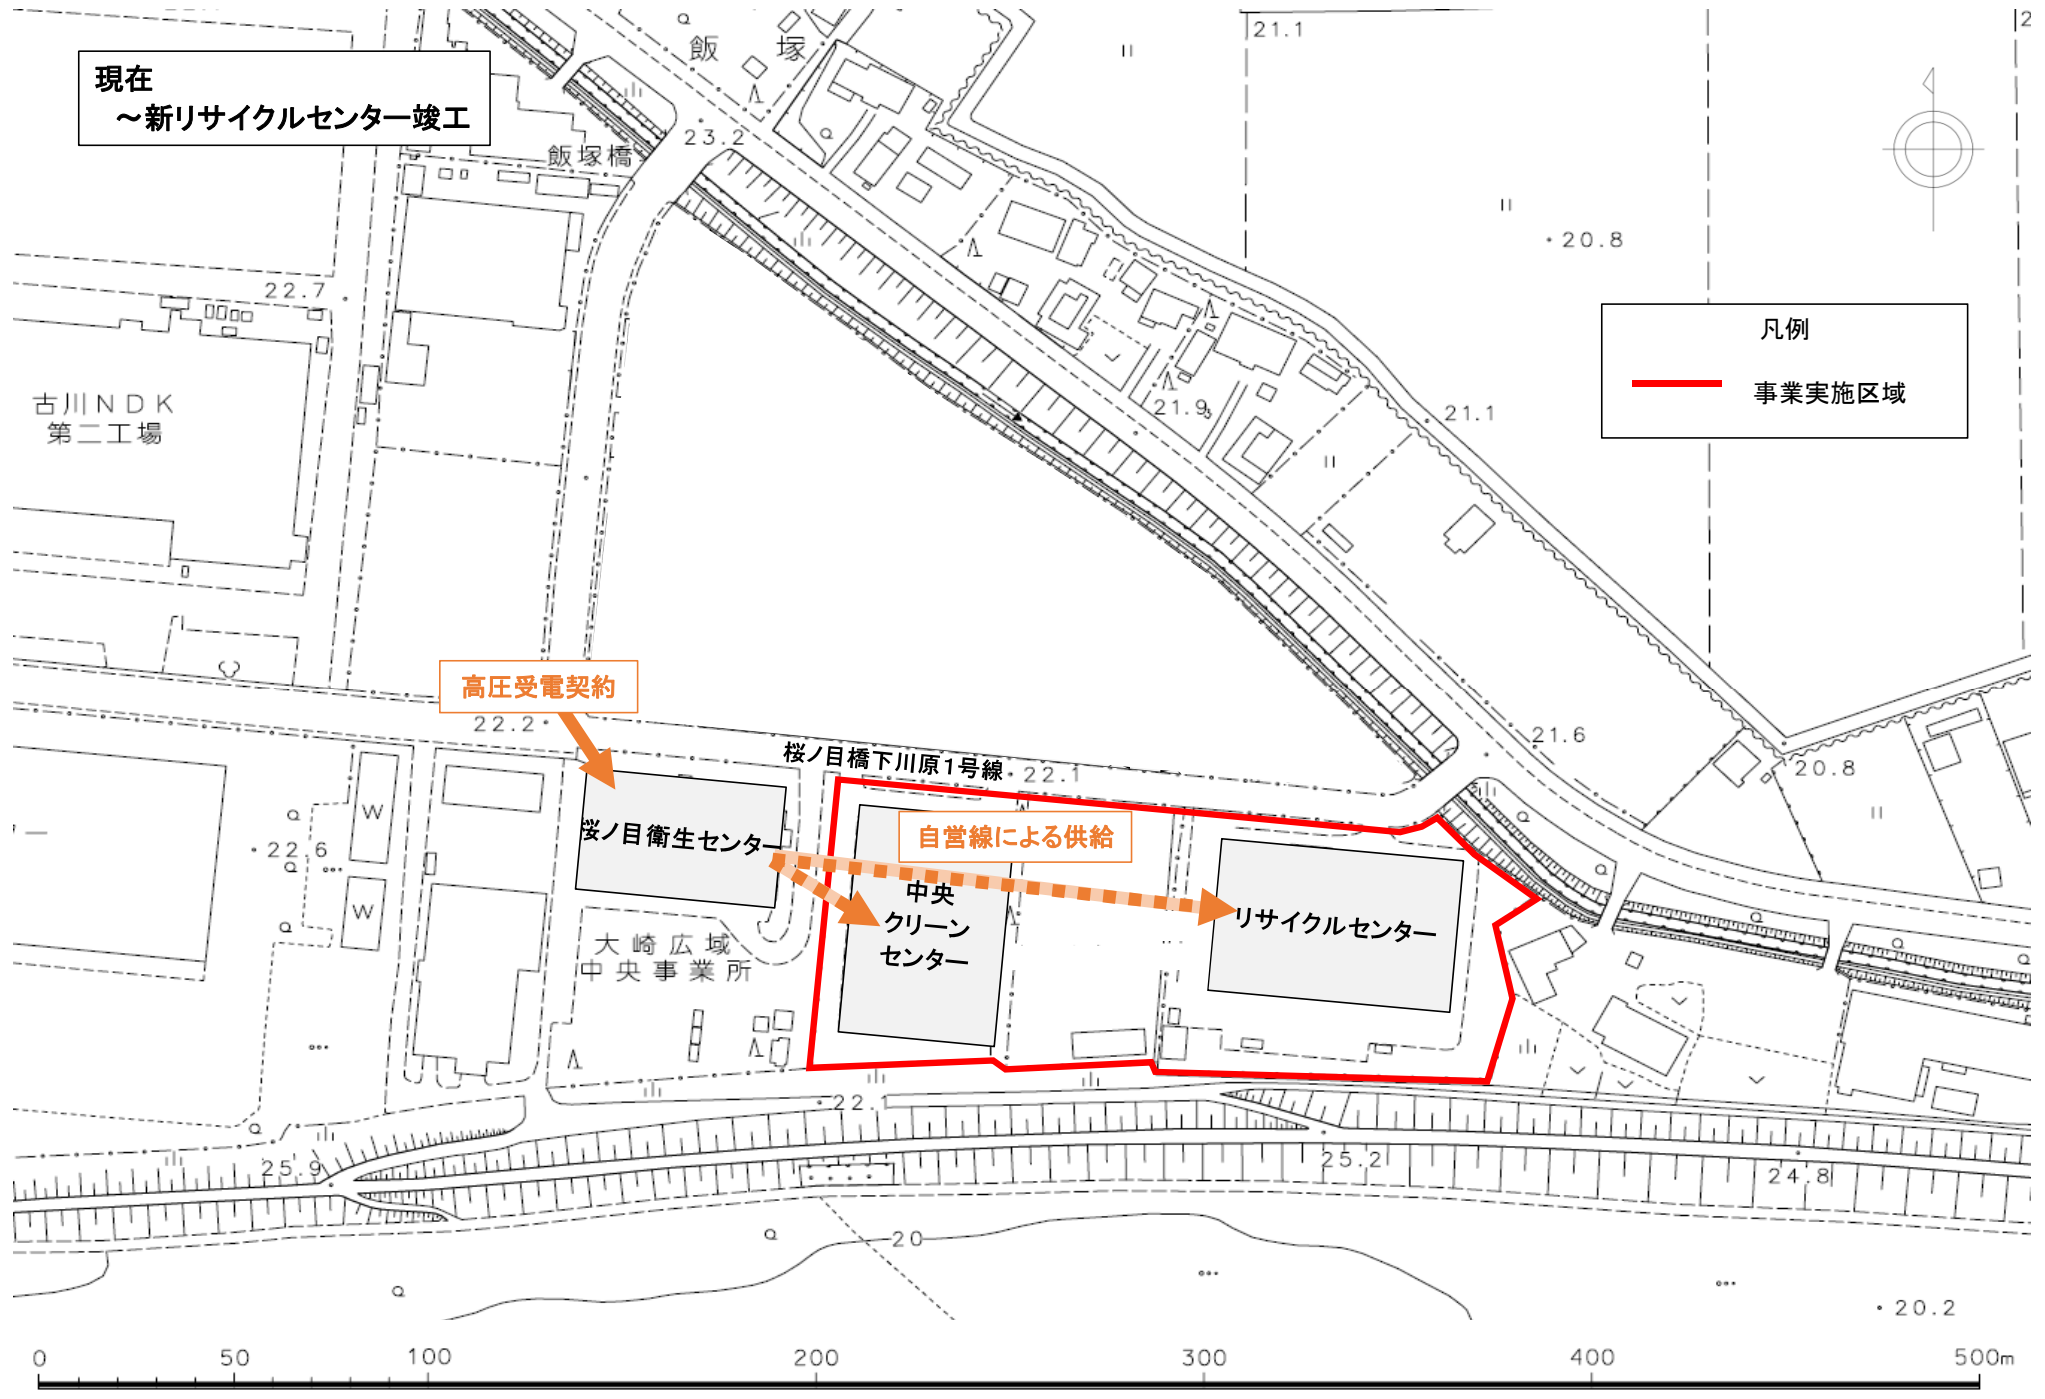 現在
～新リサイクルセンター竣工
飯塚
21.1
23.2
飯塚橋
20.8
22.7
凡例
事業実施区域
古川NDK
第二工場
21.9
21.1
高圧受電契約
22.2
桜ノ目橋下川原1号線
22.1
21.6
20.8
桜ノ目衛生センター
自営線による供給
W
22.6
W
中央
クリーン
センター
リサイクルセンター
大崎広域
中央事業所
22.1
25.9
25.2
24.8
20
20.2
0 50 100 200 300 400 500m